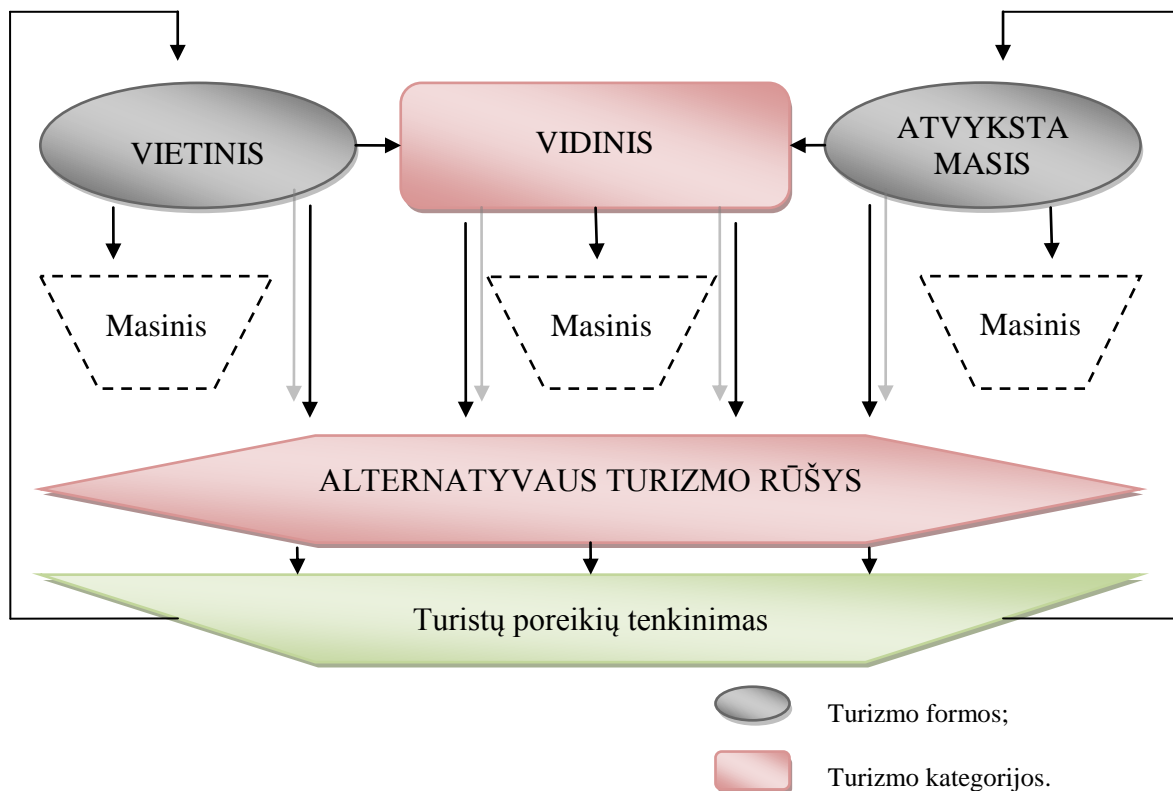 VIETINIS
VIDINIS
ATVYKSTA
MASIS
Masinis
Masinis
Masinis
ALTERNATYVAUS TURIZMO RŪŠYS
Turistų poreikių tenkinimas
Turizmo formos;
Turizmo kategorijos.